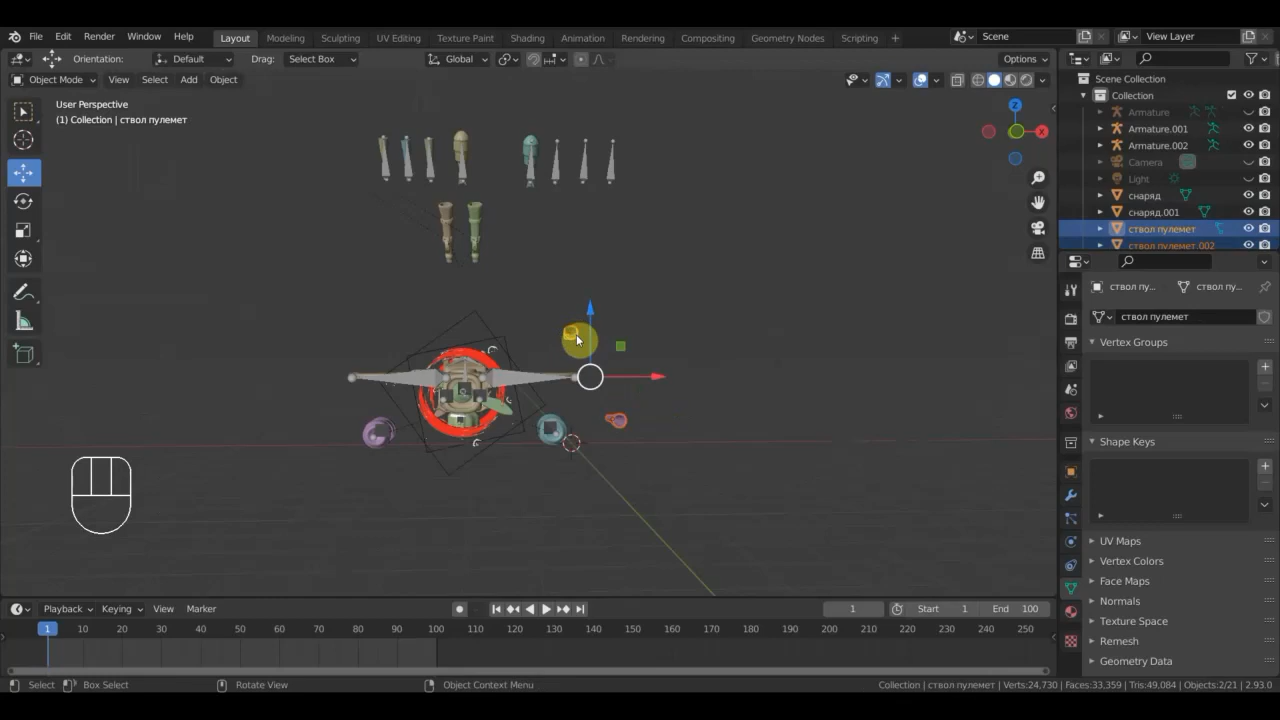 File Edit Render Window Help Layout Modeling Sculpting UV Editing Texture Paint Shading Animation Rendering Compositing Geometry Nodes Scripting + Scene View Layer
Orientation: Default Drag: Select Box Global Options
Object Mode View Select Add Object
User Perspective
(1) Collection | ствол пулемет
Z
X
Scene Collection
Collection
Armature
Armature.001
Armature.002
Camera
Light
снаряд
снаряд.001
ствол пулемет
ствол пулемет.002
ствол пу... ствол пу...
ствол пулемет
Vertex Groups
Shape Keys
UV Maps
Vertex Colors
Face Maps
Normals
Texture Space
Remesh
Geometry Data
Playback Keying View Marker 1 Start 1 End 100
1 10 20 30 40 50 60 70 80 90 100 110 120 130 140 150 160 170 180 190 200 210 220 230 240 250
Select Box Select Rotate View Object Context Menu Collection | ствол пулемет | Verts:24,730 | Faces:33,359 | Tris:49,084 | Objects:2/21 | 2.93.0